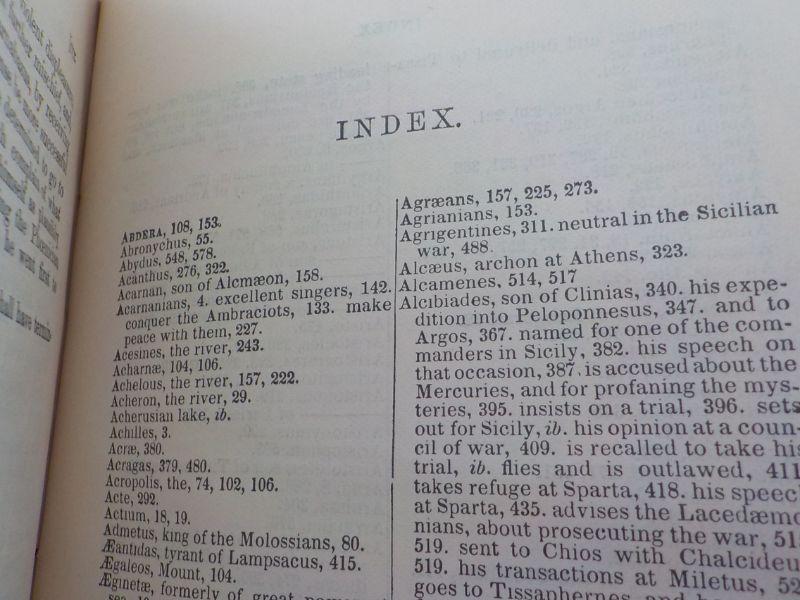 INDEX.
ABDERA, 108, 153.
Abronychus, 55.
Abydus, 548, 578.
Acanthus, 276, 322.
Acarnan, son of Alcmæon, 158.
Acarnanians, 4. excellent singers, 142.
conquer the Ambraciots, 133. make
peace with them, 227.
Acesines, the river, 243.
Acharnæ, 104, 106.
Achelous, the river, 157, 222.
Acheron, the river, 29.
Acherusian lake, ib.
Achilles, 3.
Acræ, 380.
Acragas, 379, 480.
Acropolis, the, 74, 102, 106.
Acte, 292.
Actium, 18, 19.
Admetus, king of the Molossians, 80.
Æantidas, tyrant of Lampsacus, 415.
Ægaleos, Mount, 104.
Æginetæ, formerly of great
Agræans, 157, 225, 273.
Agrianians, 153.
Agrigentines, 311. neutral in the Sicilian
war, 488.
Alcæus, archon at Athens, 323.
Alcamenes, 514, 517
Alcibiades, son of Clinias, 340. his expe-
dition into Peloponnesus, 347. and to
Argos, 367. named for one of the com-
manders in Sicily, 382. his speech on
that occasion, 387. is accused about the
Mercuries, and for profaning the mys-
teries, 395. insists on a trial, 396. sets
out for Sicily, ib. his opinion at a coun-
cil of war, 409. is recalled to take his
trial, ib. flies and is outlawed, 411
takes refuge at Sparta, 418. his speec
at Sparta, 435. advises the Lacedæmo
nians, about prosecuting the war, 51
519. sent to Chios with Chalcideu
519. his transactions at Miletus, 52
goes to Tissaphernes, and